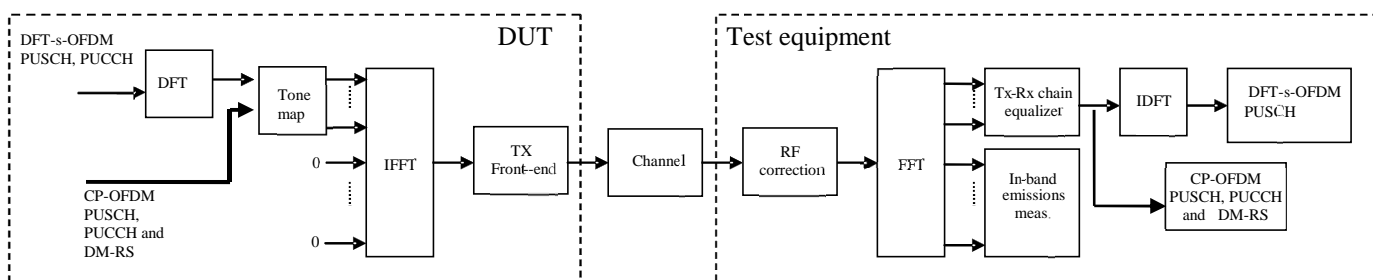 DUT
Test equipment
DFT-s-OFDM
PUSCH, PUCCH
DFT
Tone
map
CP-OFDM
PUSCH,
PUCCH and
DM-RS
0
0
IFFT
TX
Front-end
Channel
RF
correction
FFT
Tx-Rx chain
equalizer
In-band
emissions
meas.
IDFT
DFT-s-OFDM
PUSCH
CP-OFDM
PUSCH, PUCCH
and DM-RS